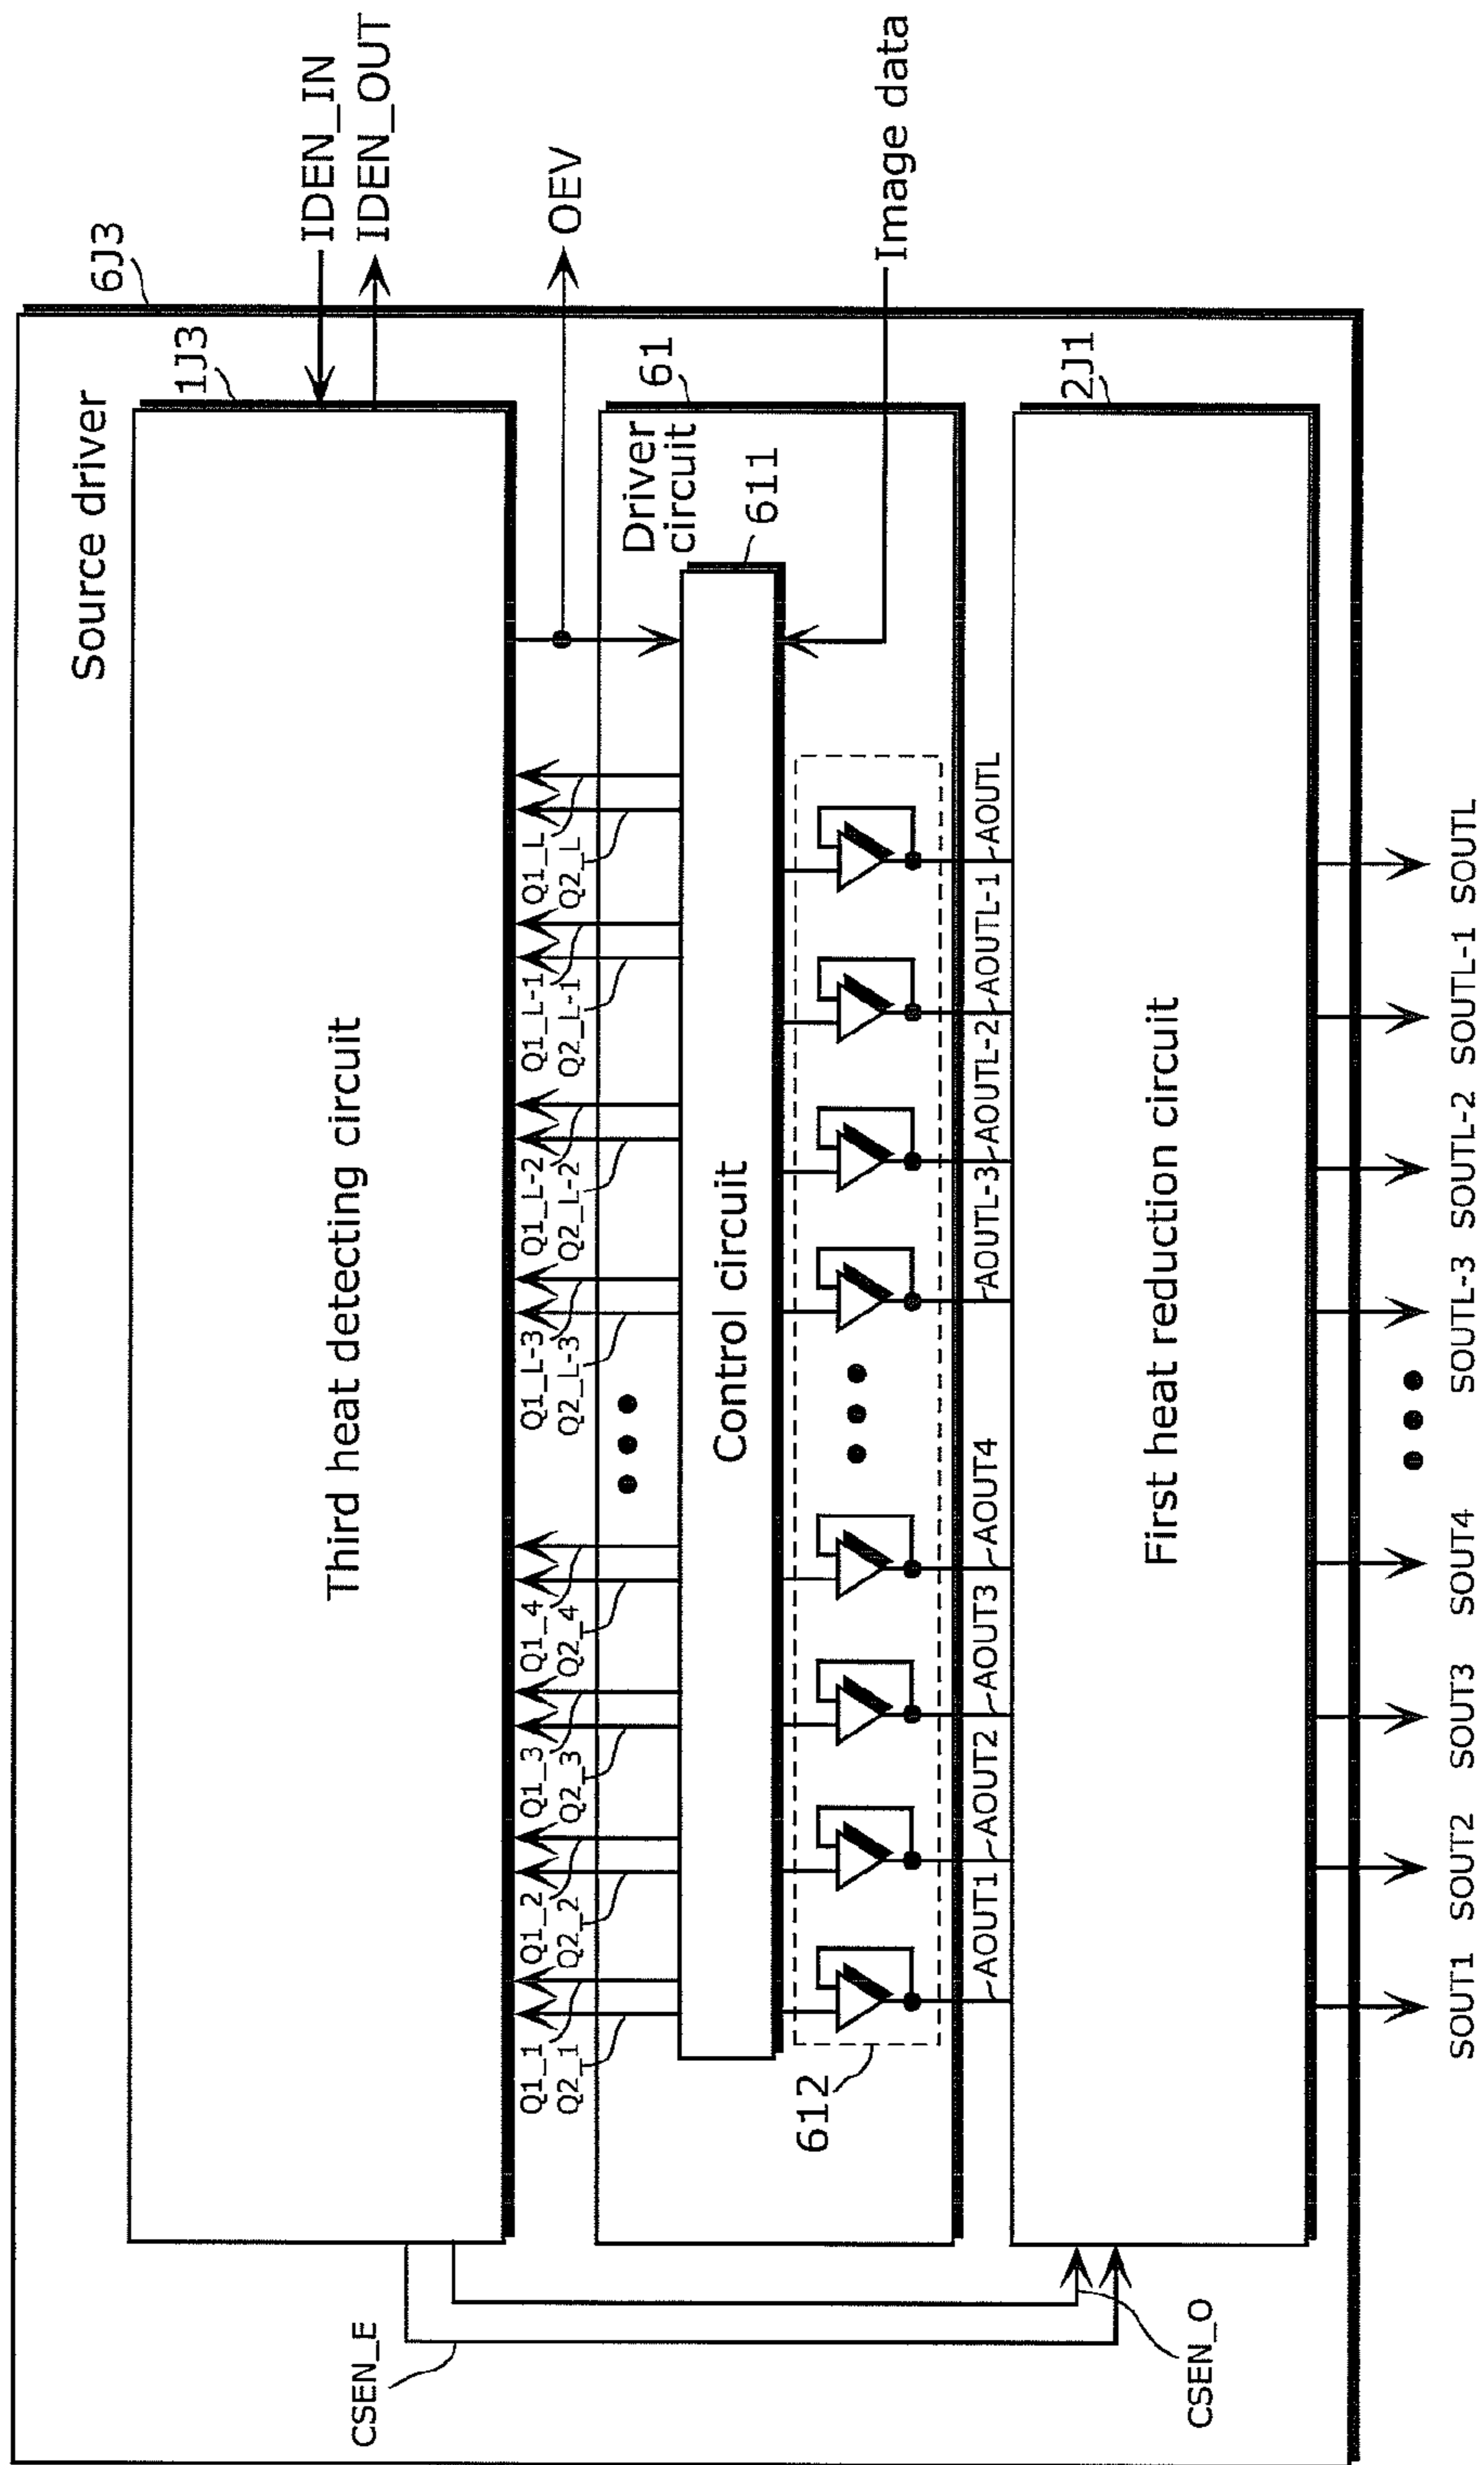 Source driver
6J3
1J3
IDEN_IN
IDEN_OUT
Third heat detecting circuit
OEV
Q1_1
Q2_1
Q1_2
Q2_2
Q1_3
Q2_3
Q1_4
Q2_4
Q1_L-3
Q2_L-3
Q1_L-2
Q2_L-2
Q1_L-1
Q2_L-1
Q1_L
Q2_L
Driver
circuit
61
611
Control circuit
Image data
612
AOUT1
AOUT2
AOUT3
AOUT4
AOUTL-3
AOUTL-2
AOUTL-1
AOUTL
2J1
First heat reduction circuit
CSEN_E
CSEN_O
SOUT1
SOUT2
SOUT3
SOUT4
SOUTL-3
SOUTL-2
SOUTL-1
SOUTL